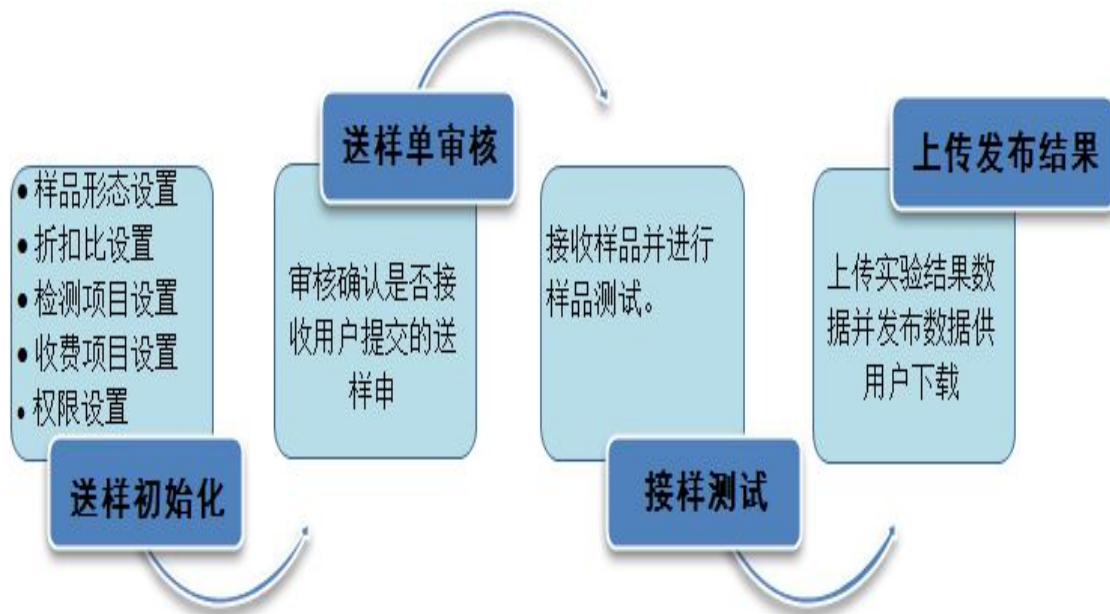 • 样品形态设置
• 折扣比设置
• 检测项目设置
• 收费项目设置
• 权限设置
送样初始化
送样单审核
审核确认是否接
收用户提交的送
样申
接收样品并进行
样品测试。
接样测试
上传发布结果
上传实验结果数
据并发布数据供
用户下载